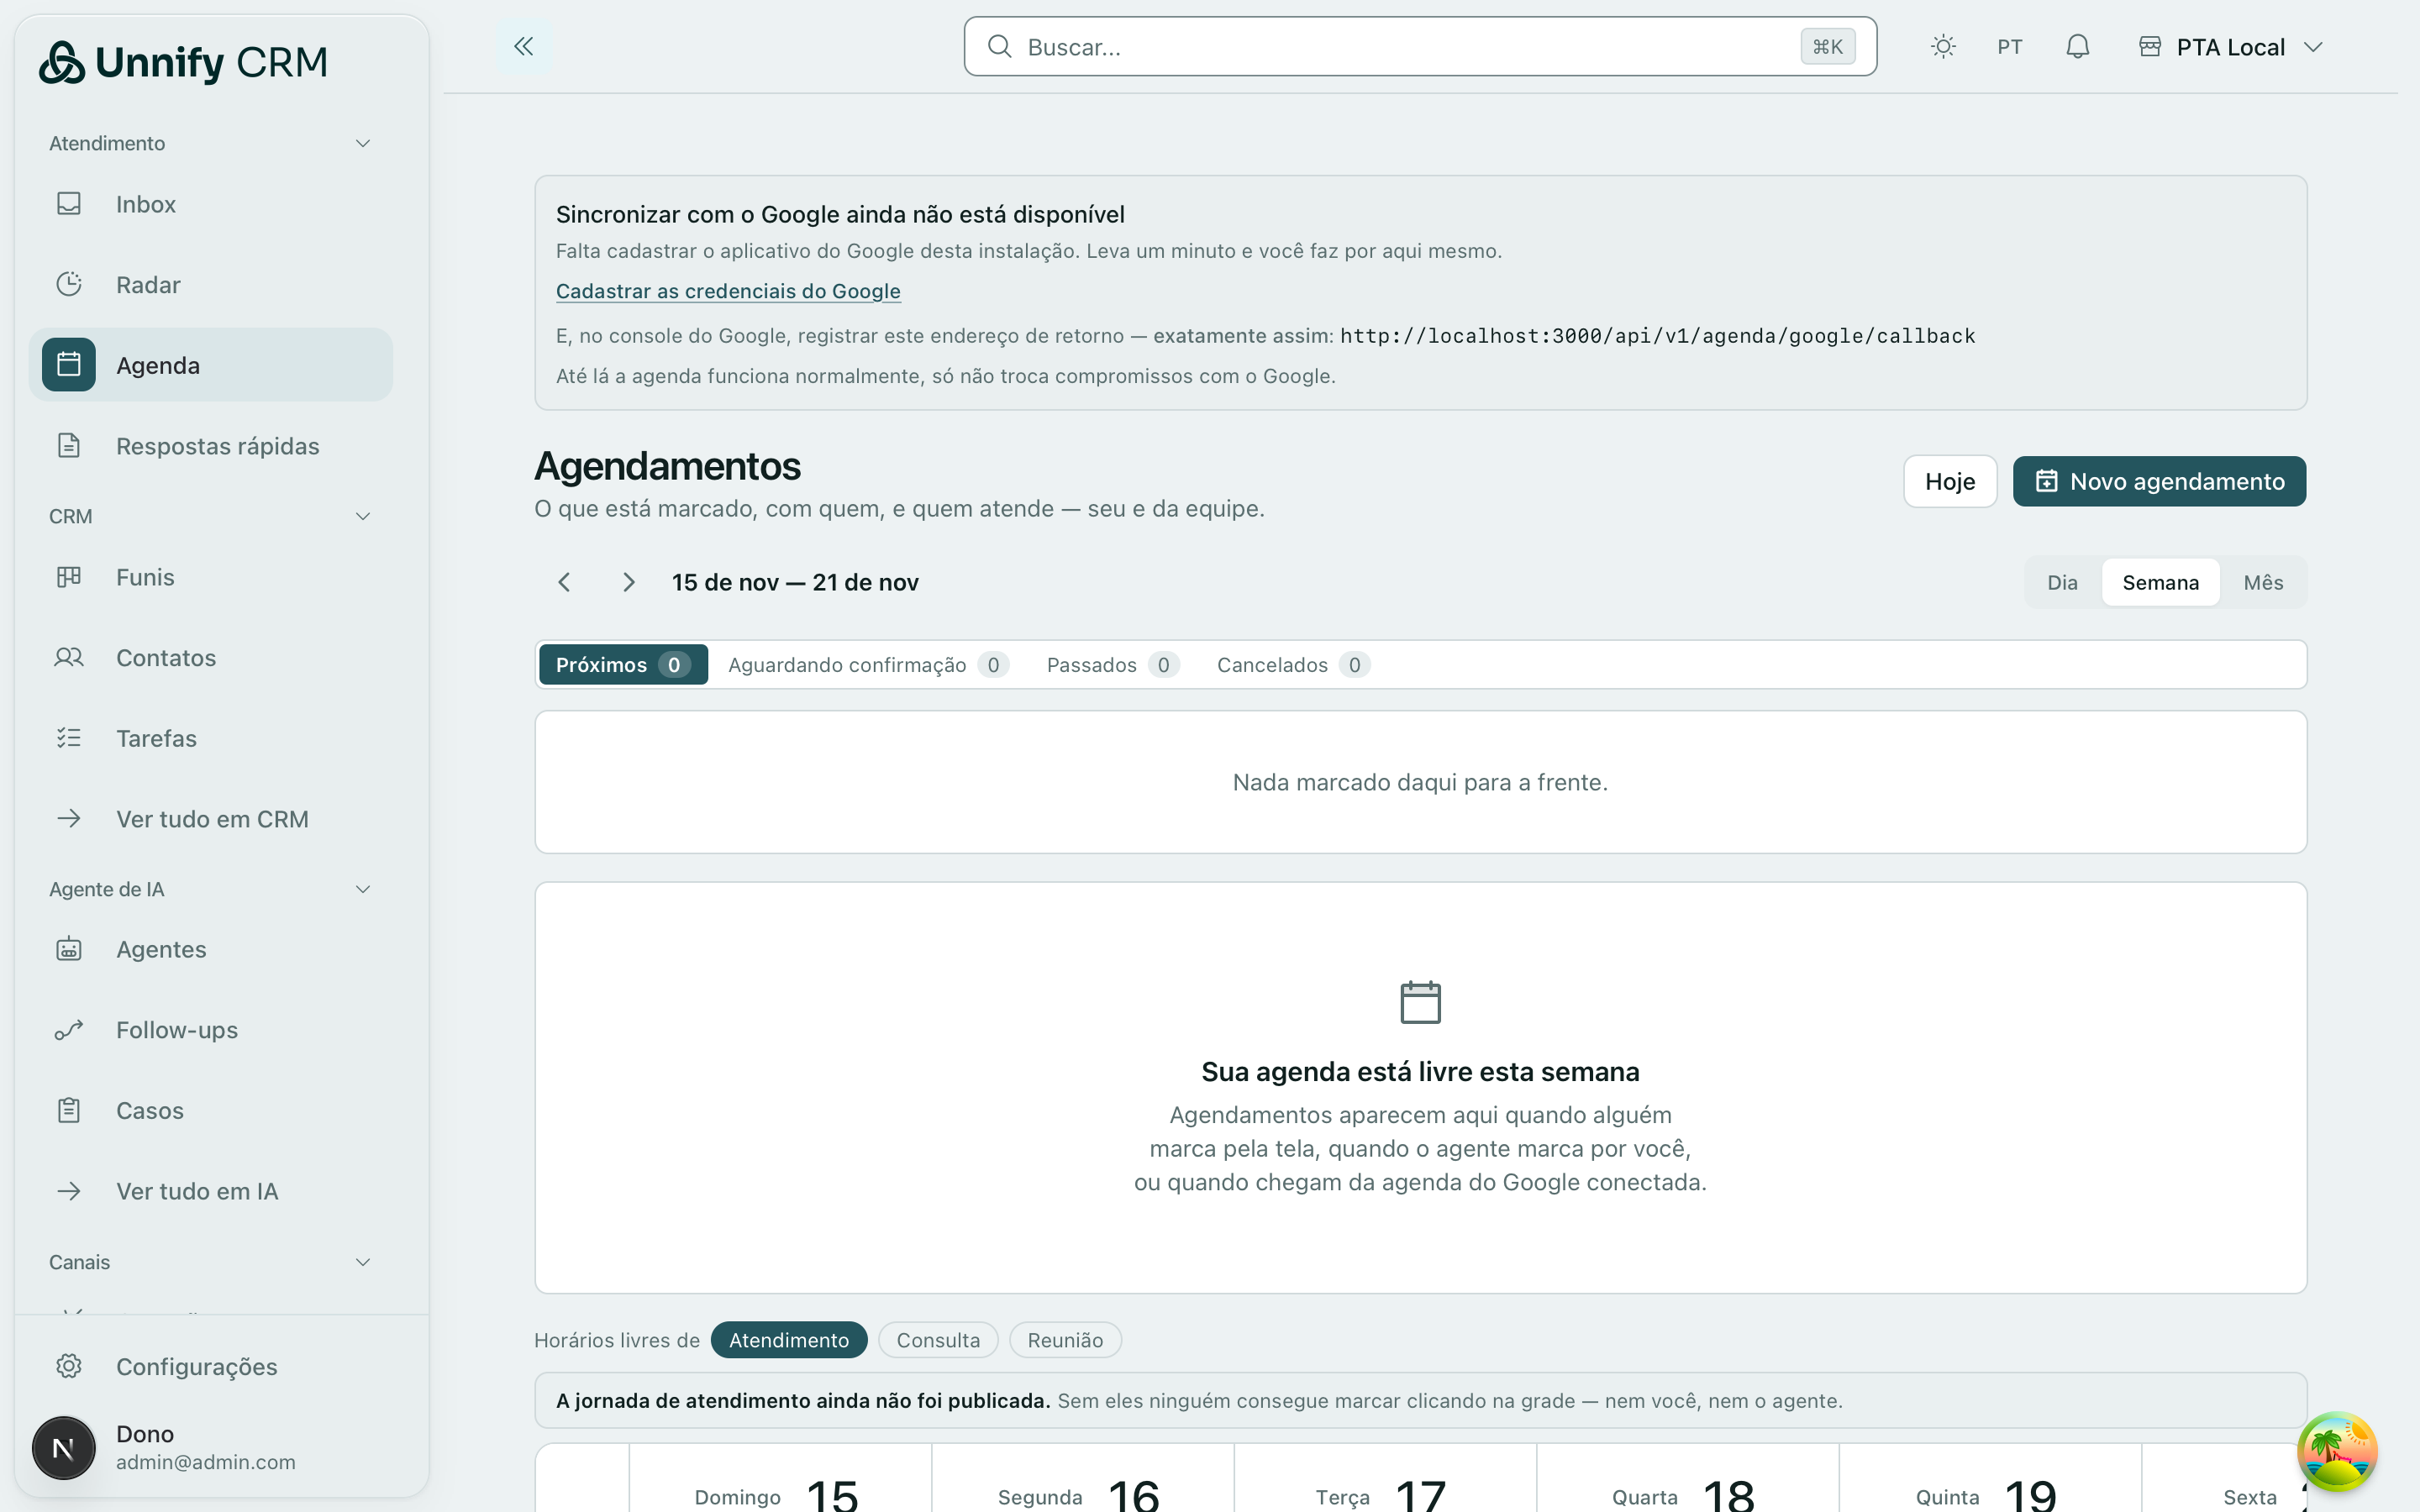 Unnify CRM
Buscar...
⌘K
PT
PTA Local
Atendimento
Inbox
Radar
Agenda
Respostas rápidas
CRM
Funis
Contatos
Tarefas
Ver tudo em CRM
Agente de IA
Agentes
Follow-ups
Casos
Ver tudo em IA
Canais
Configurações
N
Dono
admin@admin.com
Sincronizar com o Google ainda não está disponível
Falta cadastrar o aplicativo do Google desta instalação. Leva um minuto e você faz por aqui mesmo.
Cadastrar as credenciais do Google
E, no console do Google, registrar este endereço de retorno — exatamente assim: http://localhost:3000/api/v1/agenda/google/callback
Até lá a agenda funciona normalmente, só não troca compromissos com o Google.
Agendamentos
O que está marcado, com quem, e quem atende — seu e da equipe.
Hoje
Novo agendamento
15 de nov — 21 de nov
Dia Semana Mês
Próximos 0 Aguardando confirmação 0 Passados 0 Cancelados 0
Nada marcado daqui para a frente.
Sua agenda está livre esta semana
Agendamentos aparecem aqui quando alguém
marca pela tela, quando o agente marca por você,
ou quando chegam da agenda do Google conectada.
Horários livres de Atendimento Consulta Reunião
A jornada de atendimento ainda não foi publicada. Sem eles ninguém consegue marcar clicando na grade — nem você, nem o agente.
Domingo 15 Segunda 16 Terça 17 Quarta 18 Quinta 19 Sexta